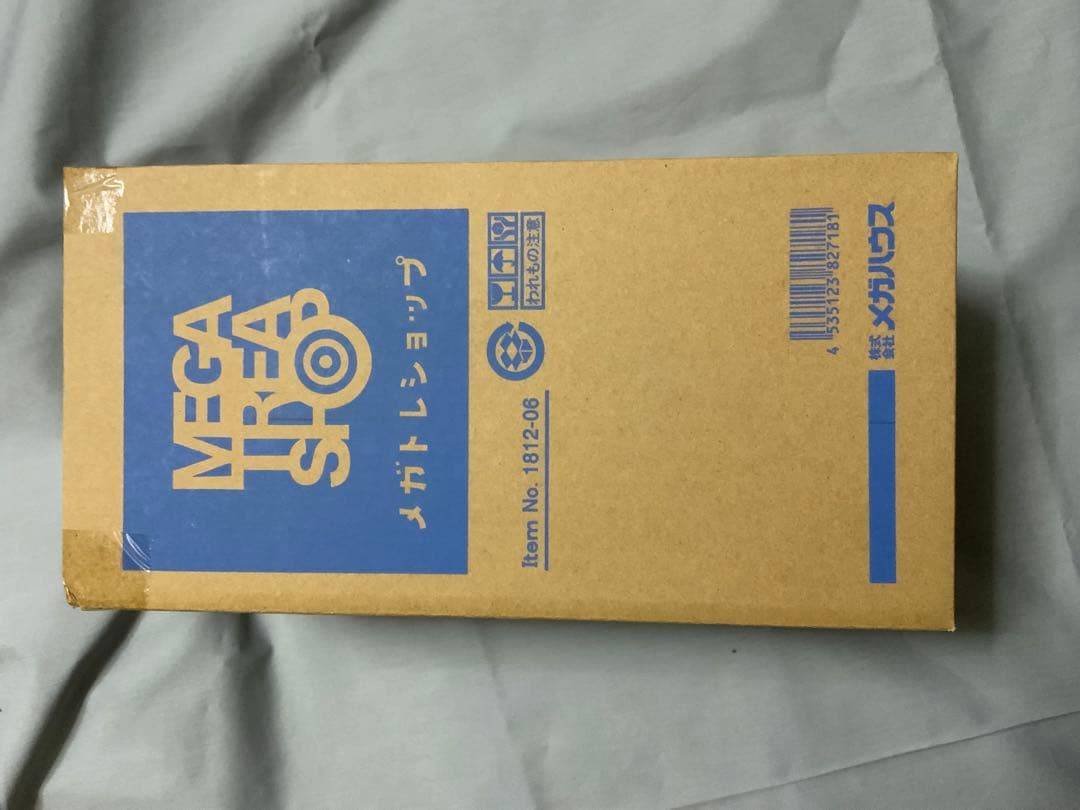 MEGA
TREA
SHOP
メガトレショップ
われもの注意
Item No. 1812-06
4 535123 827181
株式
会社 メガハウス